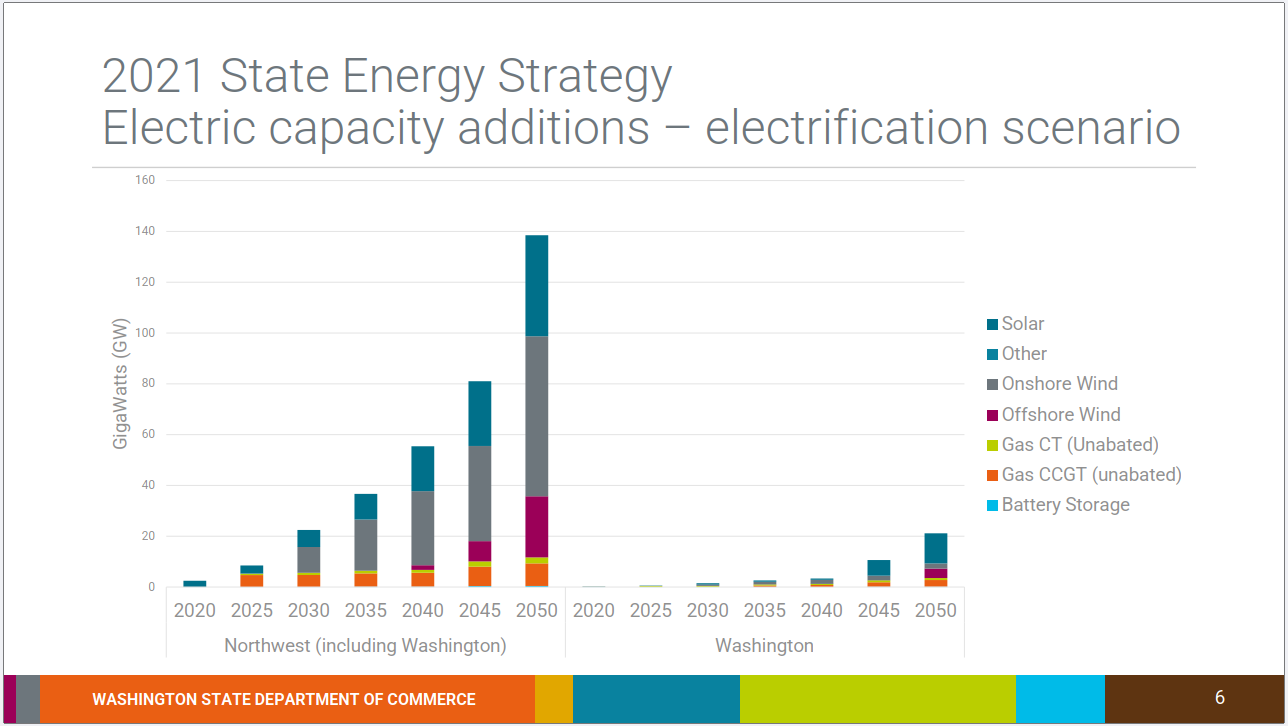 2021 State Energy Strategy
Electric capacity additions – electrification scenario
160
140
120
100
80
60
40
20
0
GigaWatts (GW)
2020 2025 2030 2035 2040 2045 2050 2020 2025 2030 2035 2040 2045 2050
Northwest (including Washington) Washington
Solar
Other
Onshore Wind
Offshore Wind
Gas CT (Unabated)
Gas CCGT (unabated)
Battery Storage
WASHINGTON STATE DEPARTMENT OF COMMERCE
6